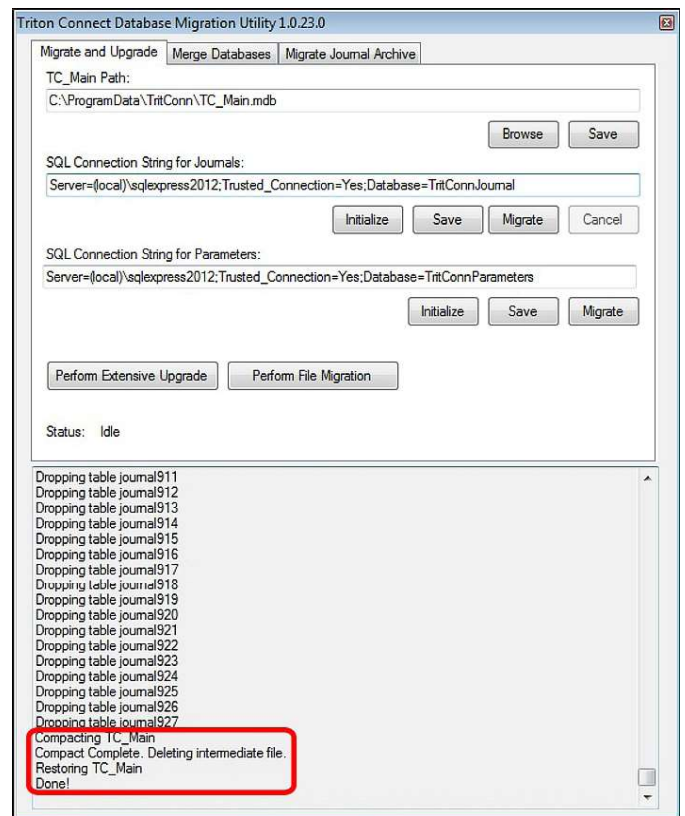 Triton Connect Database Migration Utility 1.0.23.0
Migrate and Upgrade Merge Databases Migrate Journal Archive
TC_Main Path:
C:\ProgramData\TritConn\TC_Main.mdb
Browse Save
SQL Connection String for Journals:
Server=(local)\sqlexpress2012;Trusted_Connection=Yes;Database=TritConnJournal
Initialize Save Migrate Cancel
SQL Connection String for Parameters:
Server=(local)\sqlexpress2012;Trusted_Connection=Yes;Database=TritConnParameters
Initialize Save Migrate
Perform Extensive Upgrade Perform File Migration
Status: Idle
Dropping table journal911
Dropping table journal912
Dropping table journal913
Dropping table journal914
Dropping table journal915
Dropping table journal916
Dropping table journal917
Dropping table journal918
Dropping table journal919
Dropping table journal920
Dropping table journal921
Dropping table journal922
Dropping table journal923
Dropping table journal924
Dropping table journal925
Dropping table journal926
Dropping table journal927
Compacting TC_Main
Compact Complete. Deleting intermediate file.
Restoring TC_Main
Done!